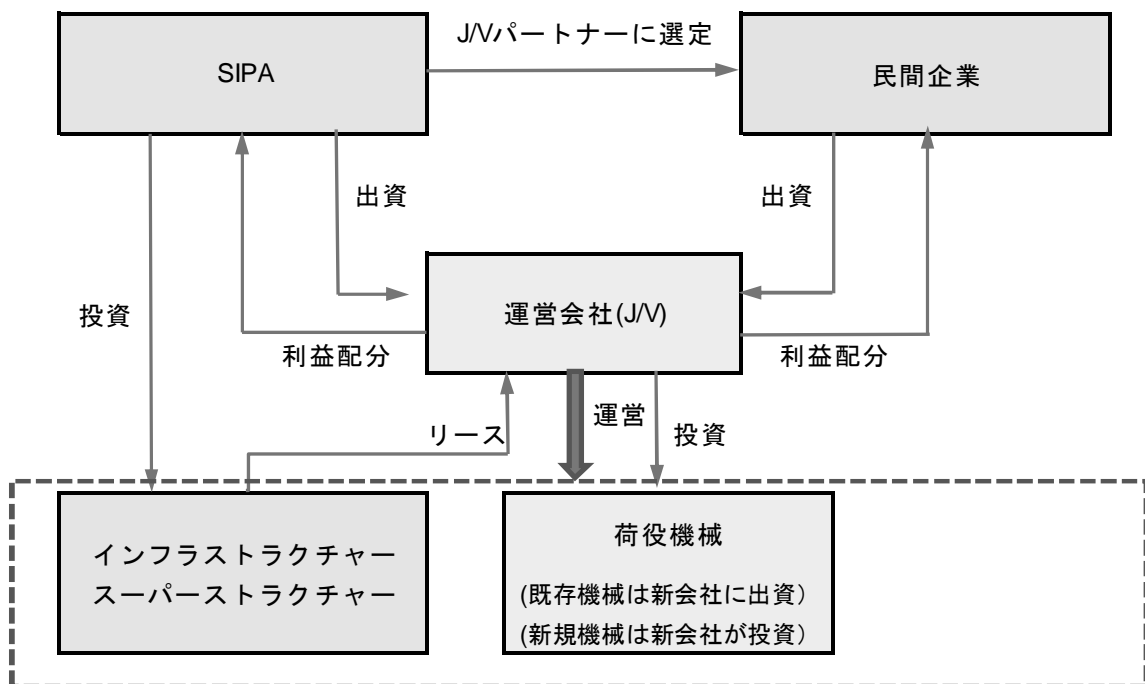 J/Vパートナーに選定
SIPA
民間企業
出資
出資
運営会社(J/V)
投資
利益配分
利益配分
運営
リース
投資
インフラストラクチャー
スーパーストラクチャー
荷役機械
(既存機械は新会社に出資)
(新規機械は新会社が投資)